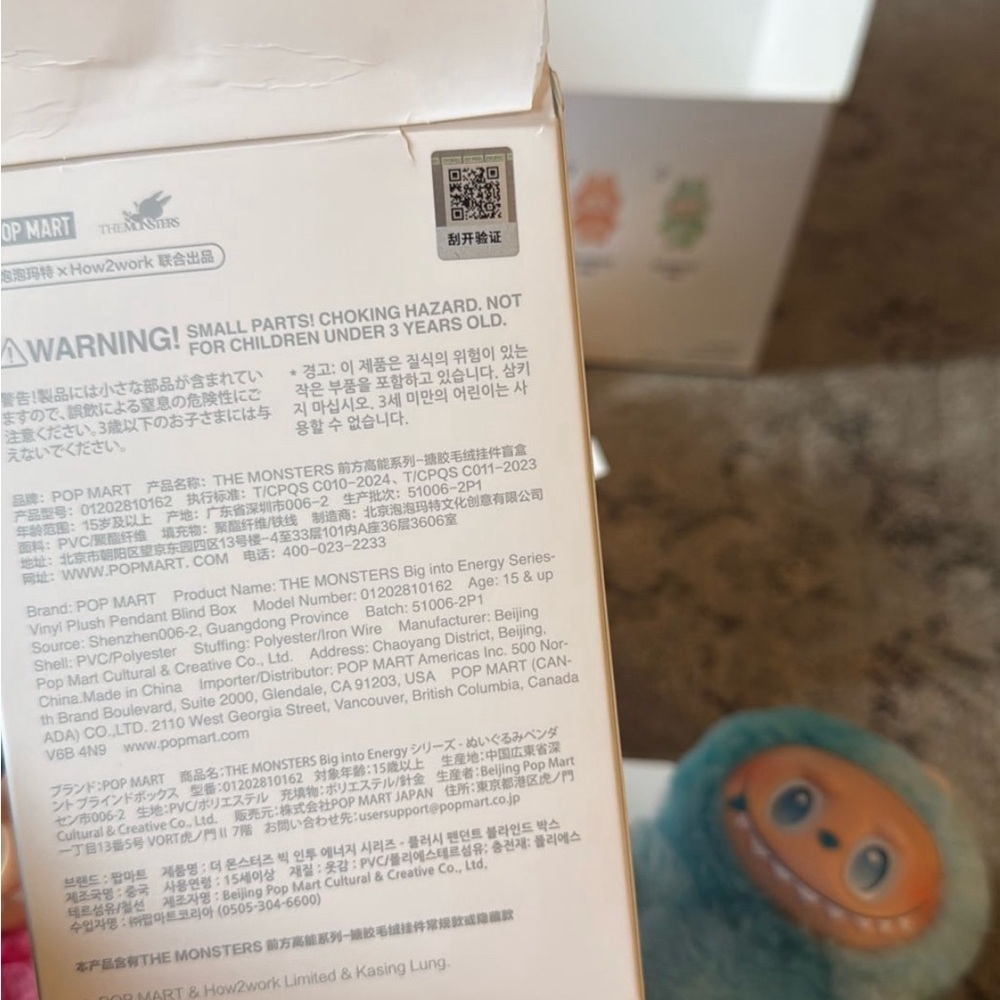 POP MART
THE MONSTERS
泡泡玛特 × How2work 联合出品
刮开验证
WARNING! SMALL PARTS! CHOKING HAZARD. NOT
FOR CHILDREN UNDER 3 YEARS OLD.
警告!製品には小さな部品が含まれてい
ますので、誤飲による窒息の危険性にご
注意ください。3歳以下のお子さまには与
えないでください。
* 경고: 이 제품은 질식의 위험이 있는
작은 부품을 포함하고 있습니다. 삼키
지 마십시오. 3세 미만의 어린이는 사
용할 수 없습니다.
品牌：POP MART 产品名称：THE MONSTERS 前方高能系列-搪胶毛绒挂件盲盒
产品型号：01202810162 执行标准：T/CPQS C010-2024、T/CPQS C011-2023
年龄范围：15岁及以上 产地：广东省深圳市006-2 生产批次：51006-2P1
面料：PVC/聚酯纤维 填充物：聚酯纤维/铁线 制造商：北京泡泡玛特文化创意有限公司
地址：北京市朝阳区望京东园四区13号楼-4至33层101内A座36层3606室
网址：WWW.POPMART.COM 电话：400-023-2233
Brand: POP MART Product Name: THE MONSTERS Big into Energy Series-
Vinyl Plush Pendant Blind Box Model Number: 01202810162 Age: 15 & up
Source: Shenzhen006-2, Guangdong Province Batch: 51006-2P1
Shell: PVC/Polyester Stuffing: Polyester/Iron Wire Manufacturer: Beijing
Pop Mart Cultural & Creative Co., Ltd. Address: Chaoyang District, Beijing,
China.Made in China Importer/Distributor: POP MART Americas Inc. 500 Nor-
th Brand Boulevard, Suite 2000, Glendale, CA 91203, USA POP MART (CAN-
ADA) CO.,LTD. 2110 West Georgia Street, Vancouver, British Columbia, Canada
V6B 4N9 www.popmart.com
ブランド:POP MART 商品名:THE MONSTERS Big into Energy シリーズ - ぬいぐるみペンダ
ント ブラインドボックス 型番:01202810162 対象年齢:15歳以上 生産地:中国広東省深
セン市006-2 生地:PVC/ポリエステル 充填物:ポリエステル/針金 生産者:Beijing Pop Mart
Cultural & Creative Co., Ltd. 販売元:株式会社POP MART JAPAN 住所:東京都港区虎ノ門
一丁目13番5号 VORT虎ノ門 II 7階 お問い合わせ先:usersupport@popmart.co.jp
브랜드 : 팝마트 제품명 : 더 몬스터즈 빅 인투 에너지 시리즈 - 플러시 펜던트 블라인드 박스
제조국명 : 중국 사용연령 : 15세이상 재질 : 옷감 : PVC/폴리에스테르섬유; 충전재: 폴리에스
테르섬유/철선 제조자명 : Beijing Pop Mart Cultural & Creative Co., Ltd.
수입자명 : ㈜팝마트코리아 (0505-304-6600)
本产品含有THE MONSTERS 前方高能系列-搪胶毛绒挂件常规款或隐藏款
POP MART & How2work Limited & Kasing Lung.